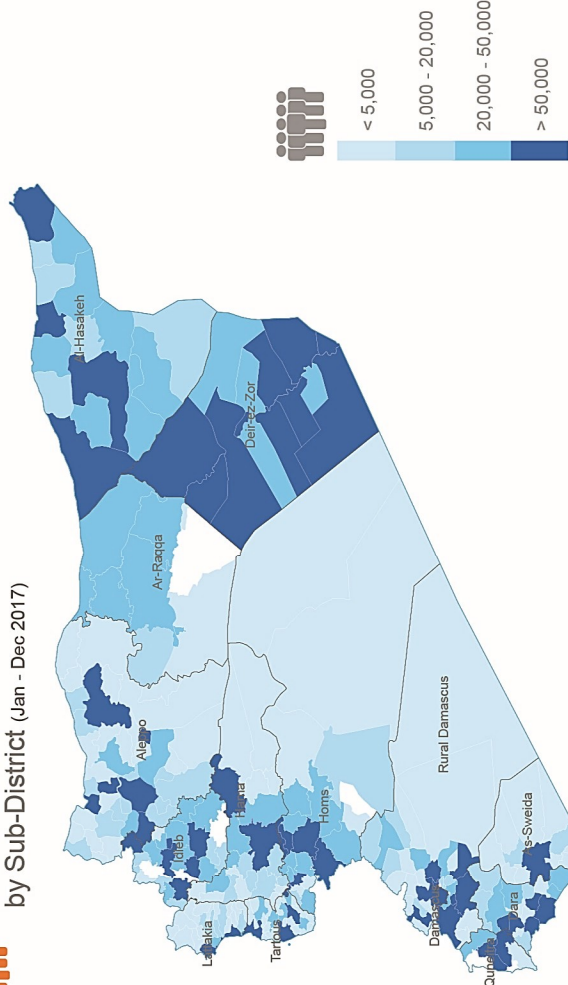 by Sub-District (Jan - Dec 2017)
Al-Hasakeh
Ar-Raqqa
Aleppo
Deir-ez-Zor
Idleb
Lattakia
Hama
Tartous
Homs
Rural Damascus
Damascus
As-Sweida
Dara
Quneitra
< 5,000
5,000 - 20,000
20,000 - 50,000
> 50,000